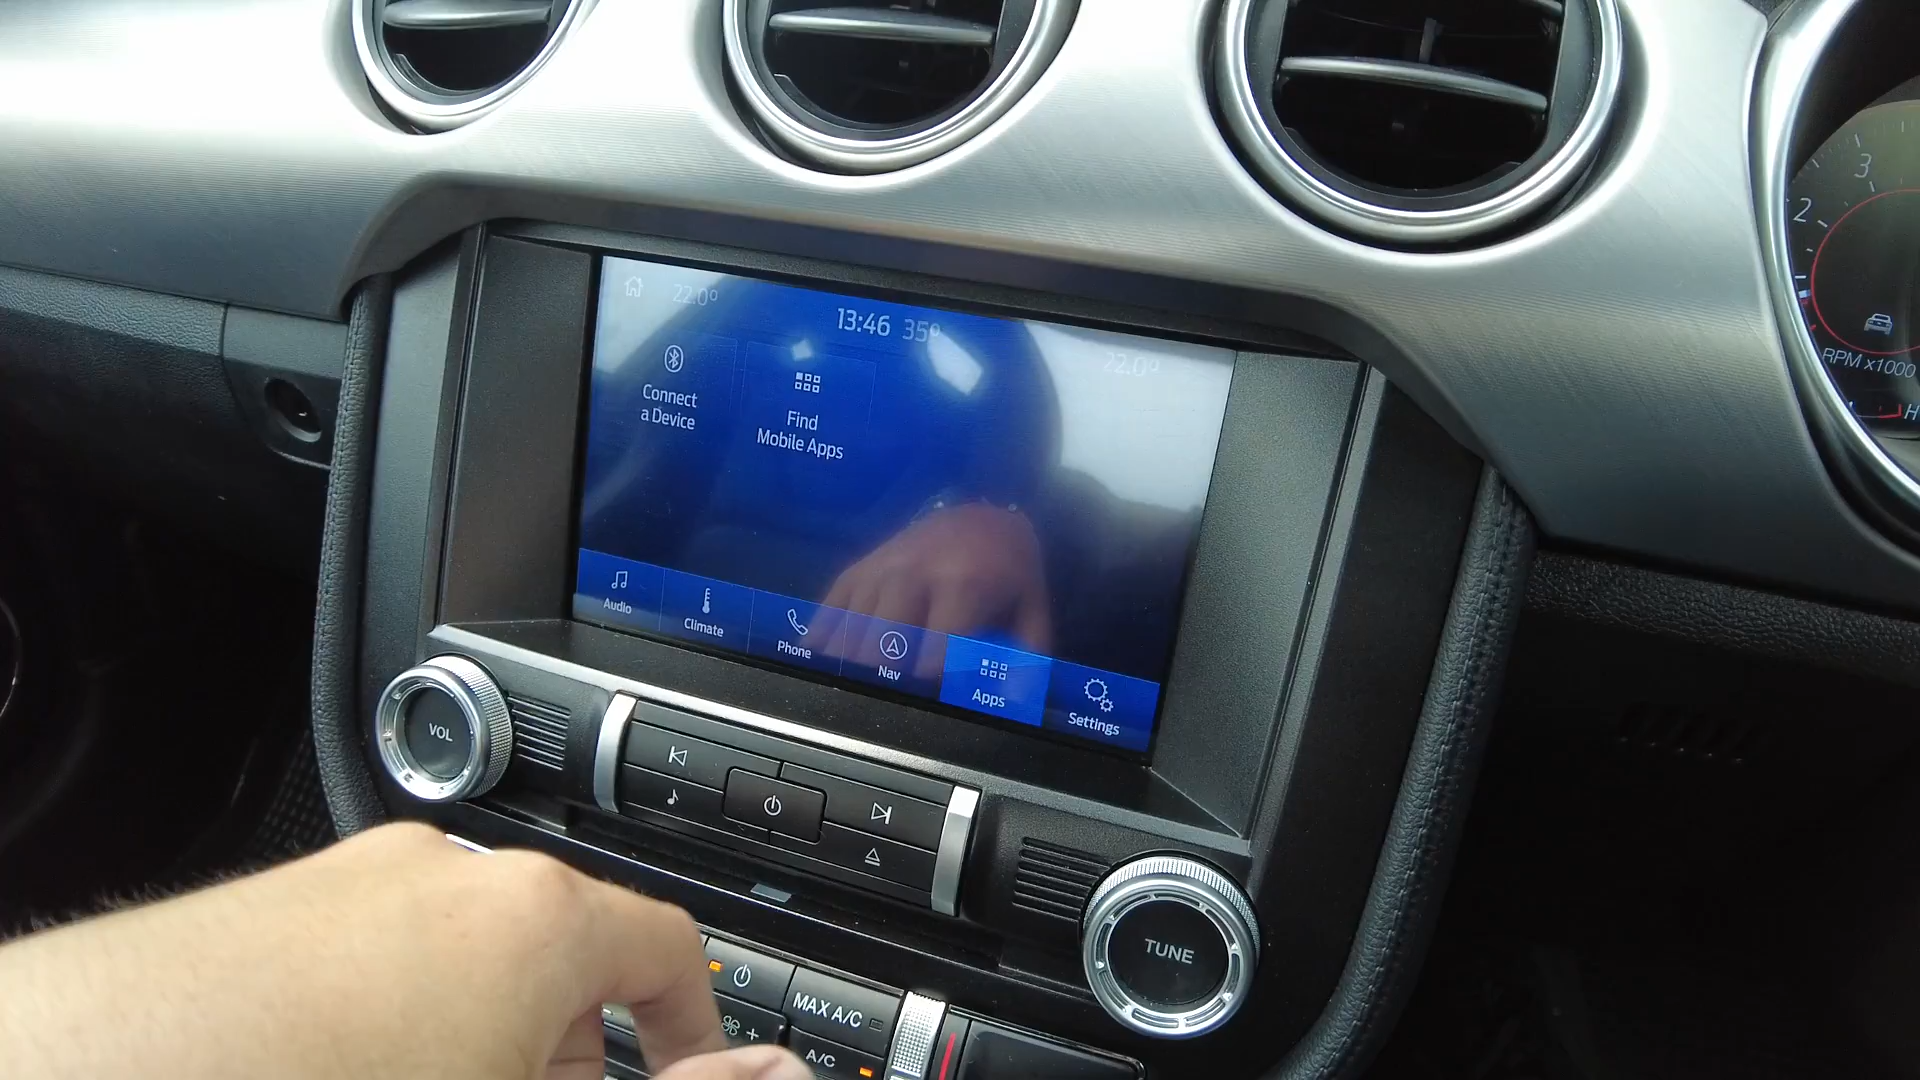 3
2
RPM x1000
H
22.0°
13:46 35°
22.0°
Connect
a Device
Find
Mobile Apps
Audio
Climate
Phone
Nav
Apps
Settings
VOL
TUNE
MAX A/C
+
A/C